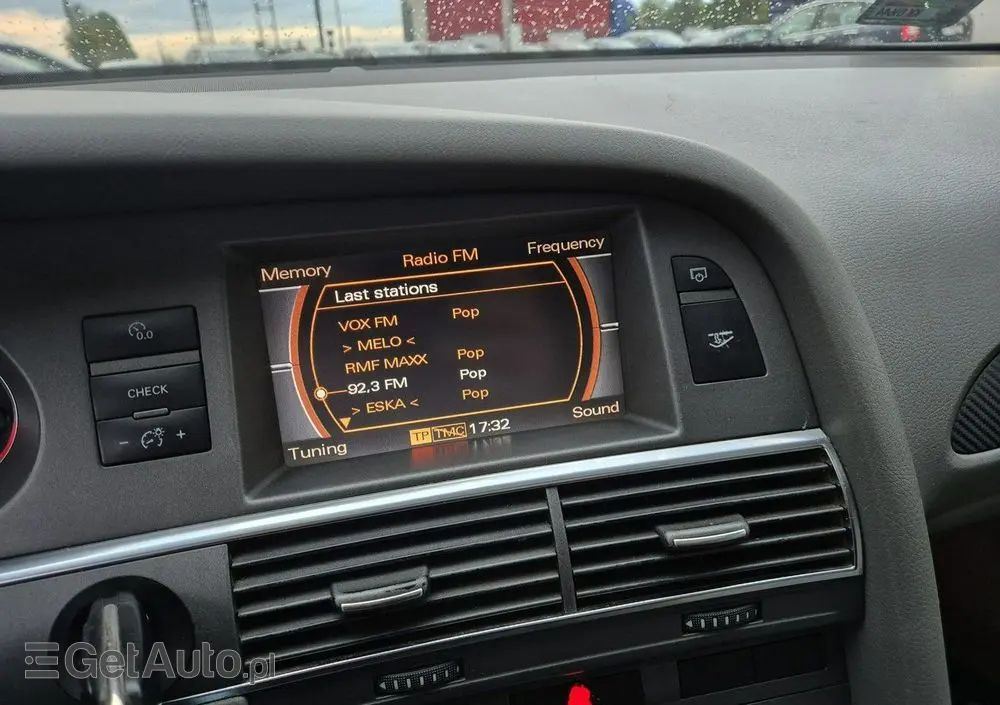 Memory
Radio FM
Frequency
Last stations
VOX FM Pop
> MELO <
RMF MAXX Pop
92,3 FM Pop
> ESKA < Pop
Tuning
TP TMC 17:32
Sound
0.0
CHECK
- +
GetAuto.pl